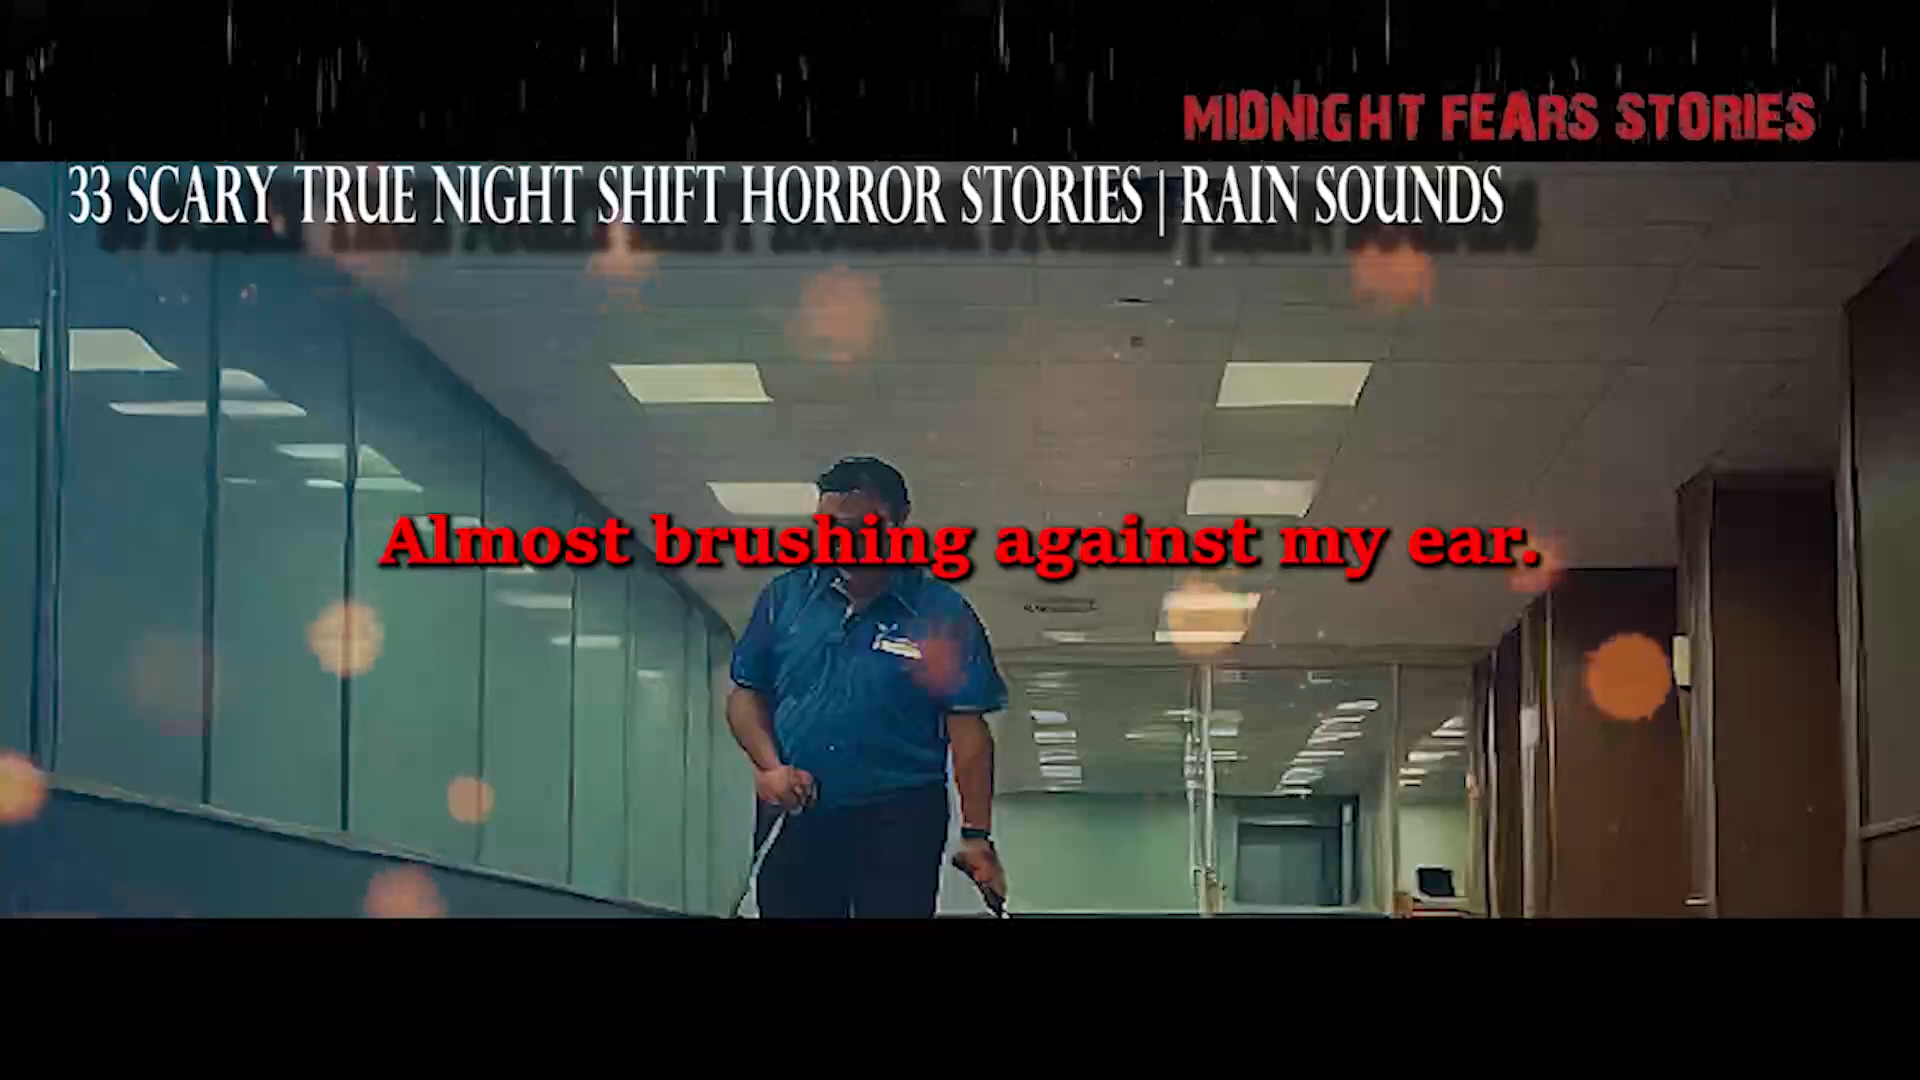 MIDNIGHT FEARS STORIES
33 SCARY TRUE NIGHT SHIFT HORROR STORIES | RAIN SOUNDS
Almost brushing against my ear.